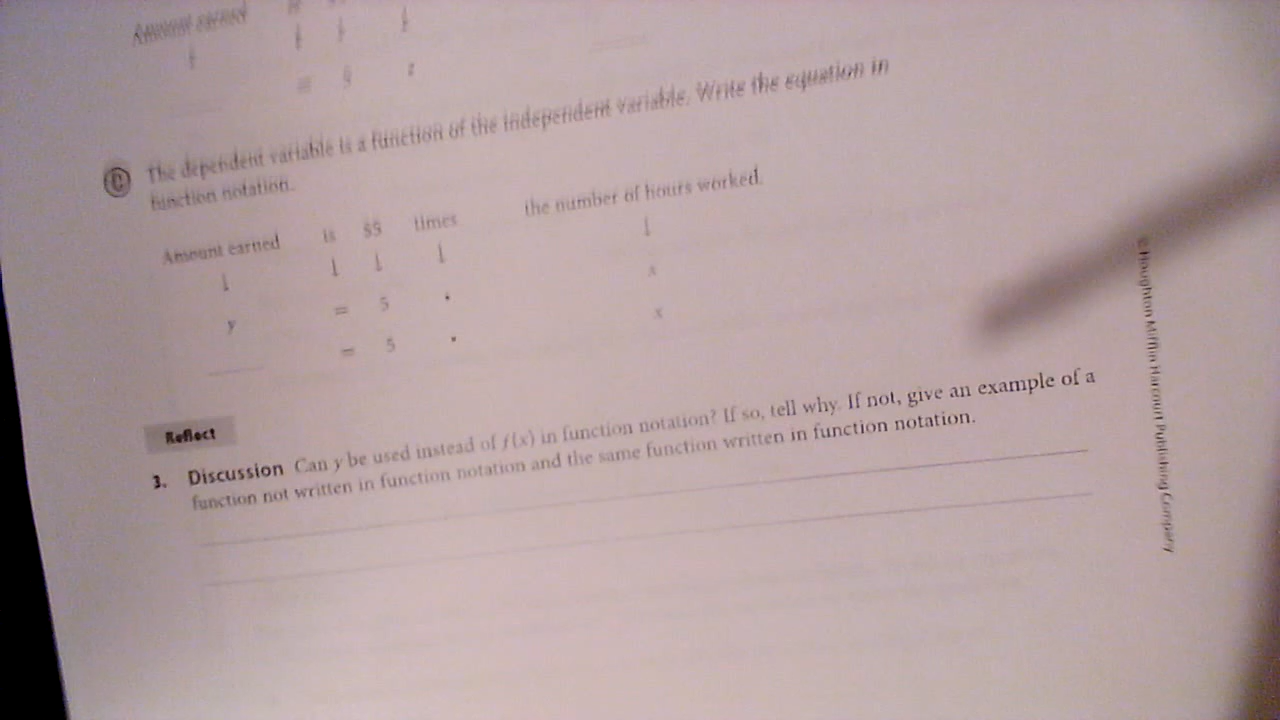 Amount earned
Ⓒ The dependent variable is a function of the independent variable. Write the equation in
function notation.
Amount earned is $5 times the number of hours worked.
↓ ↓ ↓ ↓ ↓
y = 5 · x
____ = 5 · x
Reflect
3. Discussion Can y be used instead of f(x) in function notation? If so, tell why. If not, give an example of a
function not written in function notation and the same function written in function notation.
© Houghton Mifflin Harcourt Publishing Company